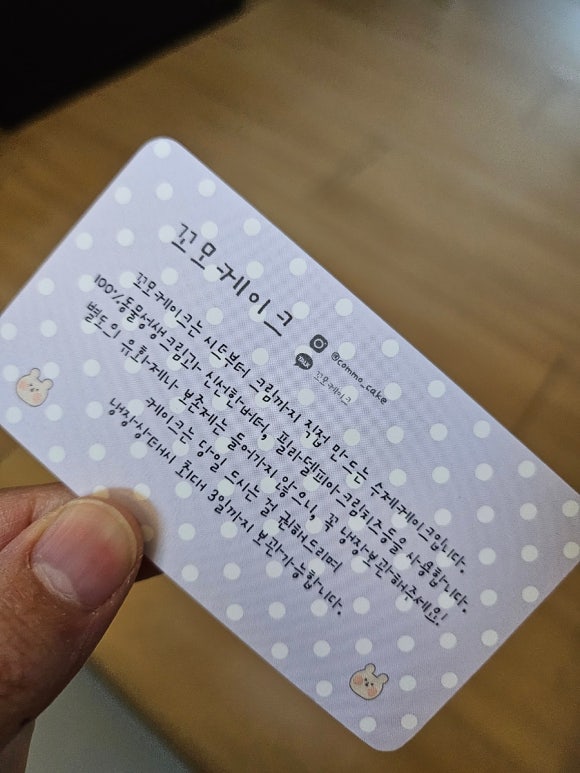 꼬모케이크
@commo_cake
TALK
꼬모케이크
꼬모케이크는 시트부터 크림까지 직접 만드는 수제케이크입니다.
100%동물성생크림과 신선한버터, 필라델피아크림치즈등을 사용합니다.
별도의 유화제나 보존제는 들어가지 않으니, 꼭 냉장보관해주세요!
케이크는 당일 드시는 걸 권해드리며
냉장상태시 최대 3일까지 보관가능합니다.